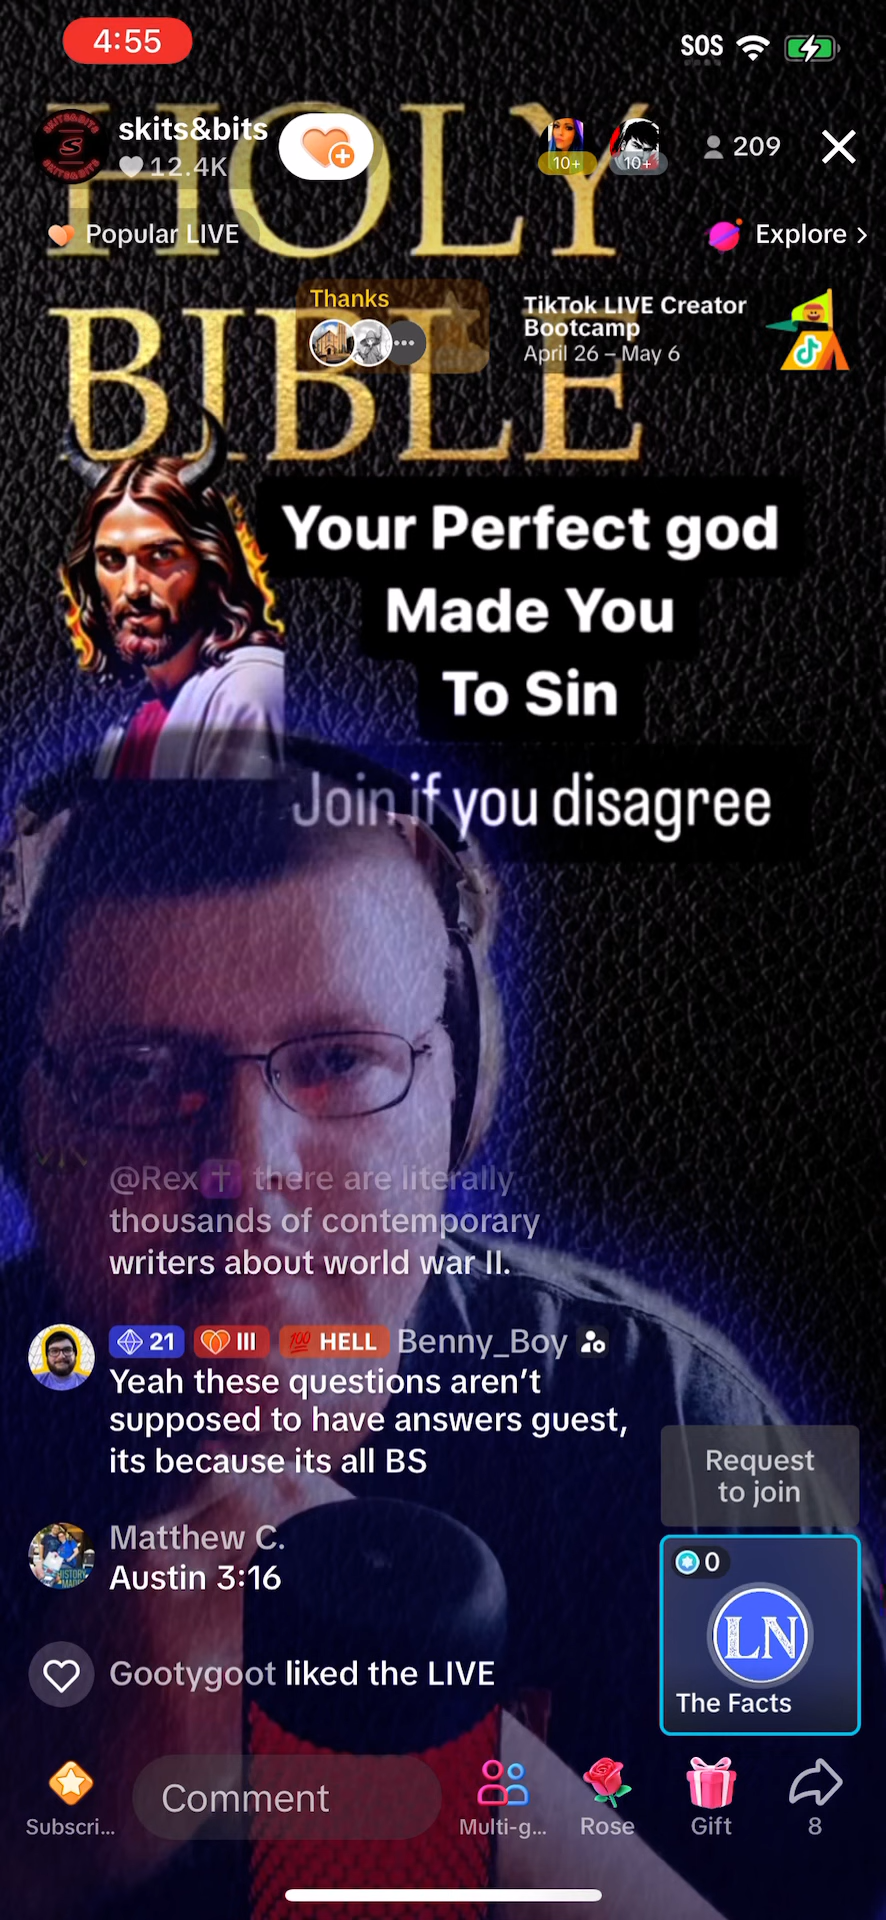 4:55
SOS
HOLY
BIBLE
skits&bits
12.4K
10+
10+
209
Popular LIVE
Explore >
Thanks
TikTok LIVE Creator
Bootcamp
April 26 – May 6
Your Perfect god
Made You
To Sin
Join if you disagree
@Rex✝️ there are literally
thousands of contemporary
writers about world war II.
21 III 💯 HELL Benny_Boy
Yeah these questions aren't
supposed to have answers guest,
its because its all BS
Matthew C.
Austin 3:16
Gootygoot liked the LIVE
Request
to join
0
LN
The Facts
Subscri...
Comment
Multi-g...
Rose
Gift
8